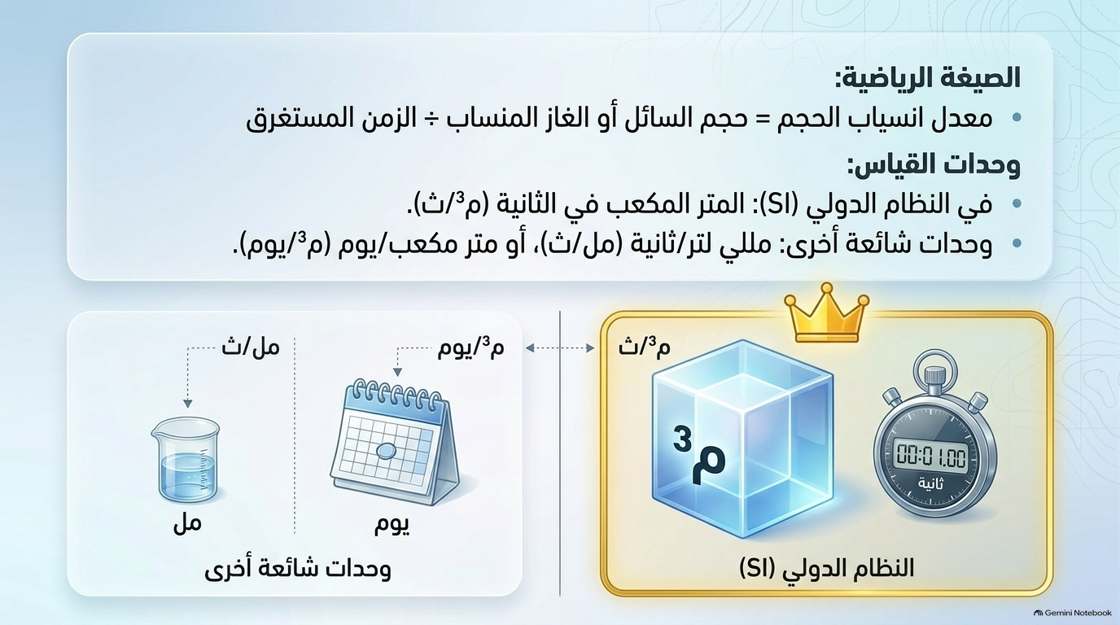 الصيغة الرياضية:
• معدل انسياب الحجم = حجم السائل أو الغاز المنساب ÷ الزمن المستغرق
وحدات القياس:
• في النظام الدولي (SI): المتر المكعب في الثانية (م³/ث).
• وحدات شائعة أخرى: مللي لتر/ثانية (مل/ث)، أو متر مكعب/يوم (م³/يوم).
م³/ث
م³
00:01.00
ثانية
النظام الدولي (SI)
م³/يوم
مل/ث
يوم
مل
وحدات شائعة أخرى
Gemini Notebook